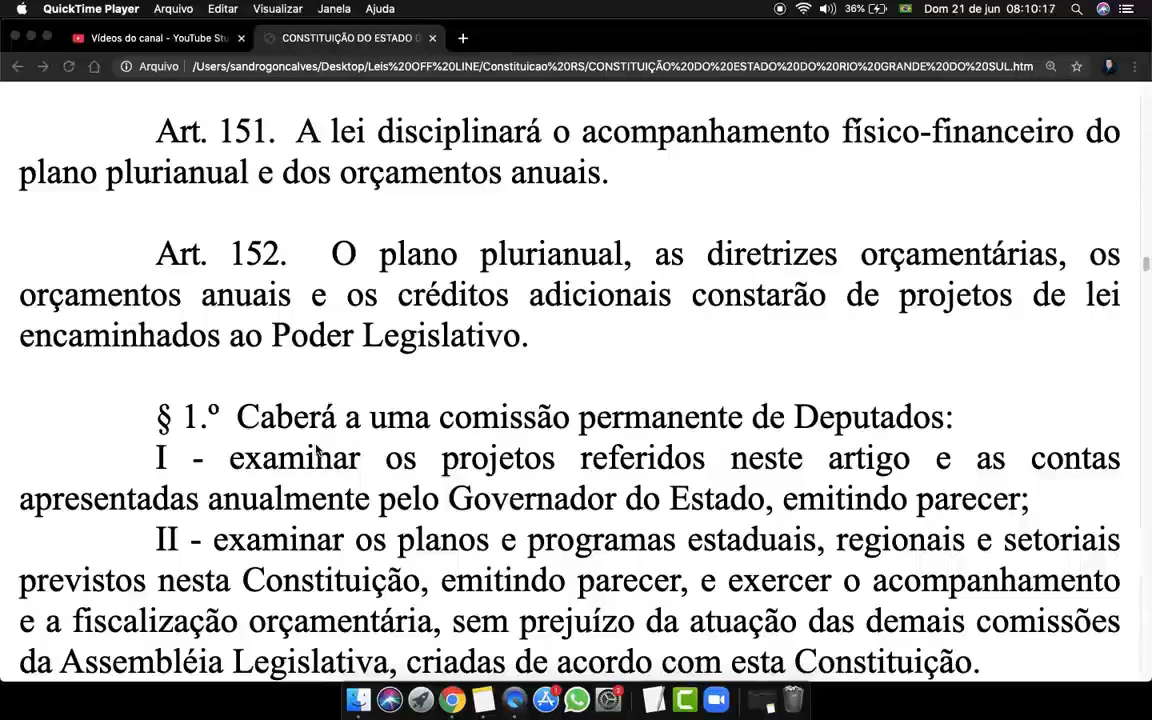 QuickTime Player Arquivo Editar Visualizar Janela Ajuda 36% Dom 21 de jun 08:10:17
Vídeos do canal - YouTube Stu × CONSTITUIÇÃO DO ESTADO D × +
Arquivo /Users/sandrogoncalves/Desktop/Leis%20OFF%20LINE/Constituicao%20RS/CONSTITUIÇÃO%20DO%20ESTADO%20DO%20RIO%20GRANDE%20DO%20SUL.htm
Art. 151. A lei disciplinará o acompanhamento físico-financeiro do
plano plurianual e dos orçamentos anuais.
Art. 152. O plano plurianual, as diretrizes orçamentárias, os
orçamentos anuais e os créditos adicionais constarão de projetos de lei
encaminhados ao Poder Legislativo.
§ 1.º Caberá a uma comissão permanente de Deputados:
I - examinar os projetos referidos neste artigo e as contas
apresentadas anualmente pelo Governador do Estado, emitindo parecer;
II - examinar os planos e programas estaduais, regionais e setoriais
previstos nesta Constituição, emitindo parecer, e exercer o acompanhamento
e a fiscalização orçamentária, sem prejuízo da atuação das demais comissões
da Assembléia Legislativa, criadas de acordo com esta Constituição.